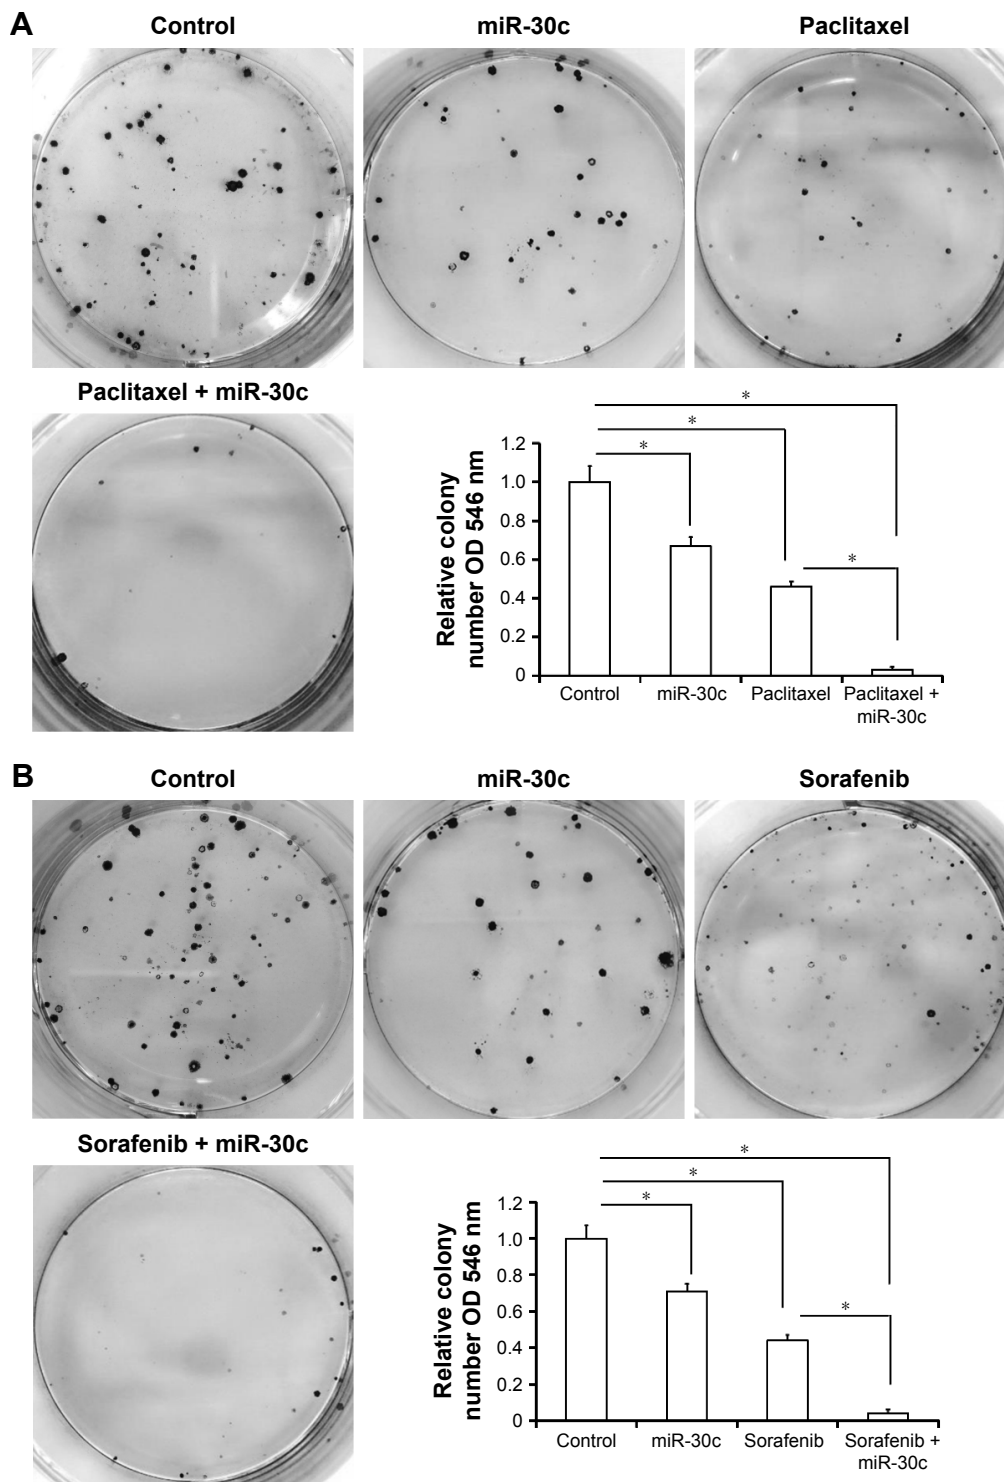 A
Control
miR-30c
Paclitaxel
Paclitaxel + miR-30c
Relative colony
number OD 546 nm
1.2
1.0
0.8
0.6
0.4
0.2
0
*
*
*
*
Control
miR-30c
Paclitaxel
Paclitaxel +
miR-30c
B
Control
miR-30c
Sorafenib
Sorafenib + miR-30c
Relative colony
number OD 546 nm
1.2
1.0
0.8
0.6
0.4
0.2
0
*
*
*
*
Control
miR-30c
Sorafenib
Sorafenib +
miR-30c